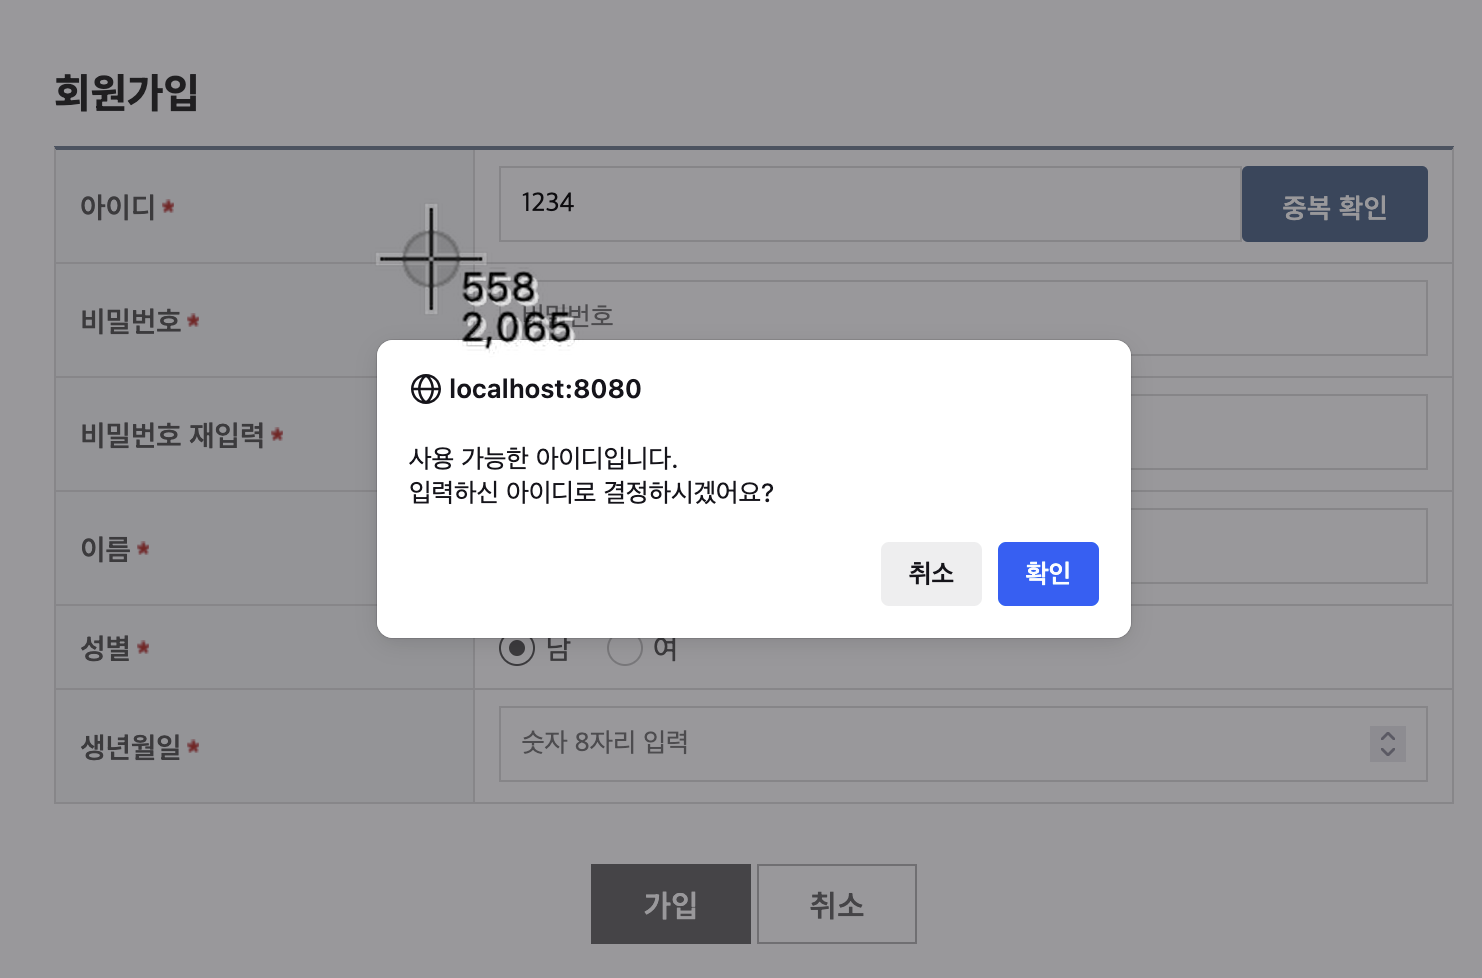 회원가입
아이디 *
1234
중복 확인
558
2,065
비밀번호 *
비밀번호
localhost:8080
사용 가능한 아이디입니다.
입력하신 아이디로 결정하시겠어요?
취소
확인
비밀번호 재입력 *
이름 *
성별 *
남
여
생년월일 *
숫자 8자리 입력
가입
취소